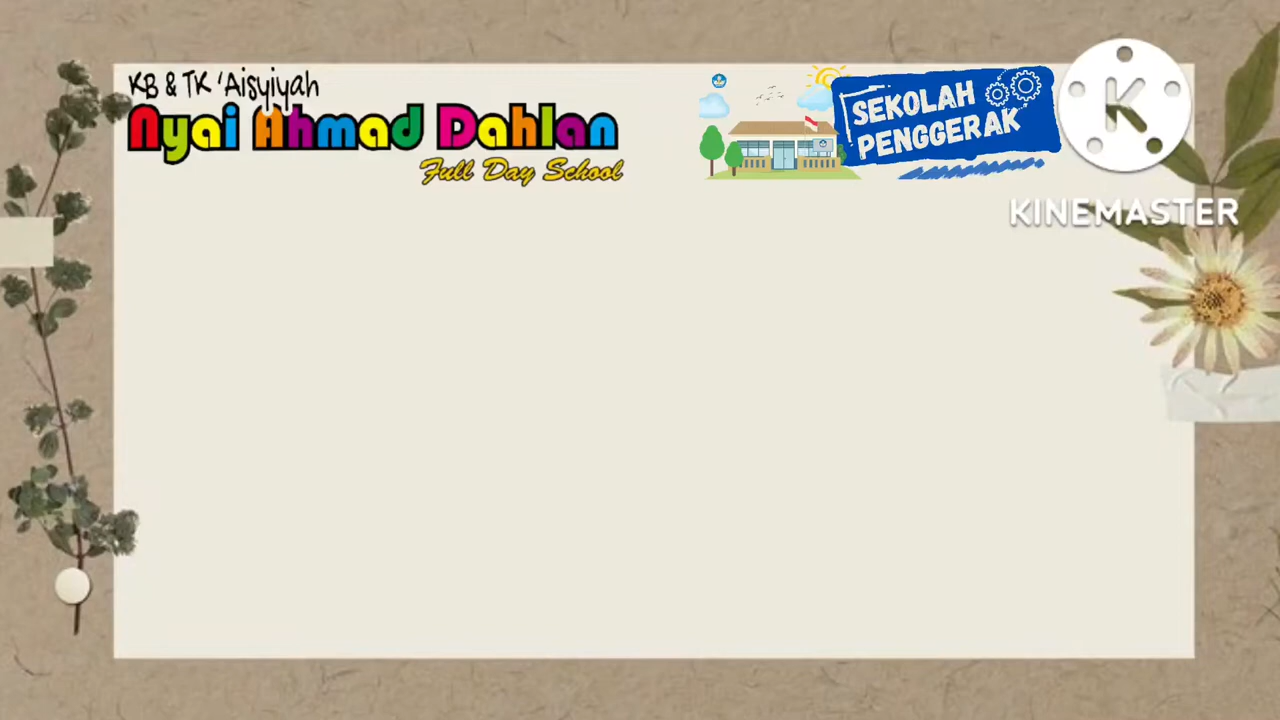 KB & TK 'Aisyiyah
Nyai Ahmad Dahlan
Full Day School
SEKOLAH
PENGGERAK
K
KINEMASTER